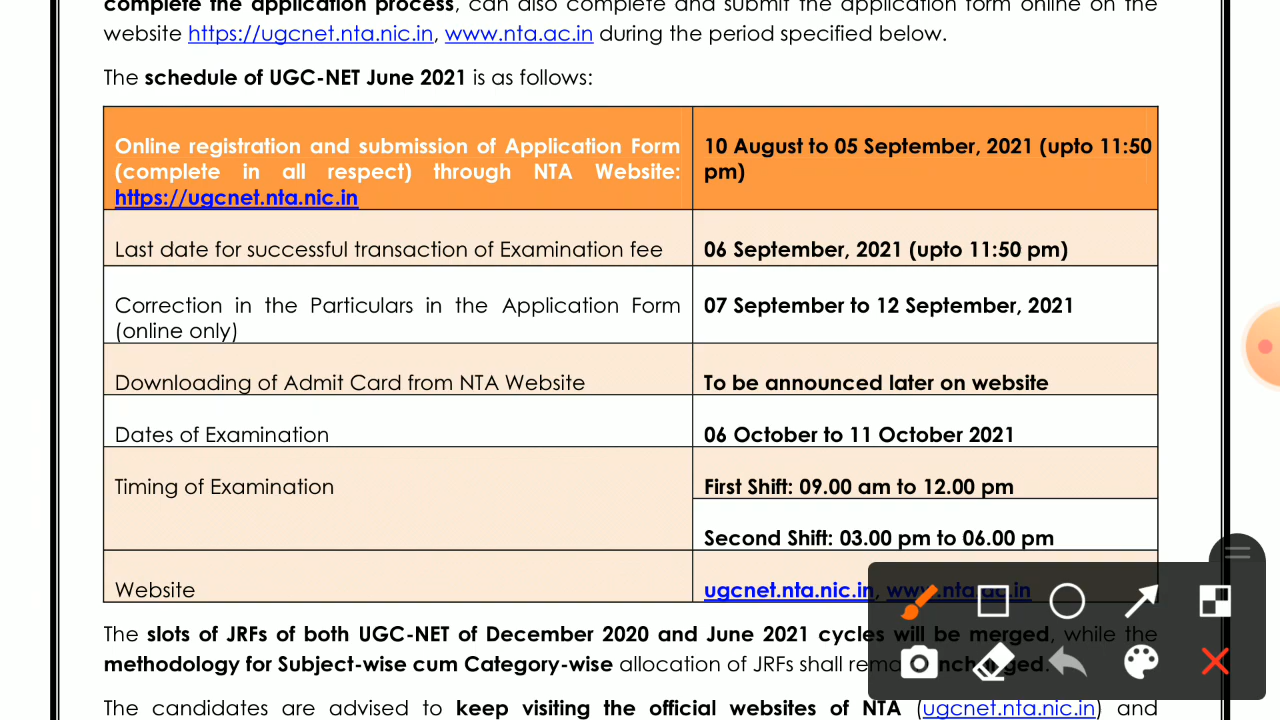 complete the application process, can also complete and submit the application form online on the
website https://ugcnet.nta.nic.in, www.nta.ac.in during the period specified below.
The schedule of UGC-NET June 2021 is as follows:
Online registration and submission of Application Form (complete in all respect) through NTA Website: https://ugcnet.nta.nic.in
10 August to 05 September, 2021 (upto 11:50 pm)
Last date for successful transaction of Examination fee
06 September, 2021 (upto 11:50 pm)
Correction in the Particulars in the Application Form (online only)
07 September to 12 September, 2021
Downloading of Admit Card from NTA Website
To be announced later on website
Dates of Examination
06 October to 11 October 2021
Timing of Examination
First Shift: 09.00 am to 12.00 pm
Second Shift: 03.00 pm to 06.00 pm
Website
ugcnet.nta.nic.in, www.nta.ac.in
The slots of JRFs of both UGC-NET of December 2020 and June 2021 cycles will be merged, while the
methodology for Subject-wise cum Category-wise allocation of JRFs shall remain unchanged.
The candidates are advised to keep visiting the official websites of NTA (ugcnet.nta.nic.in) and